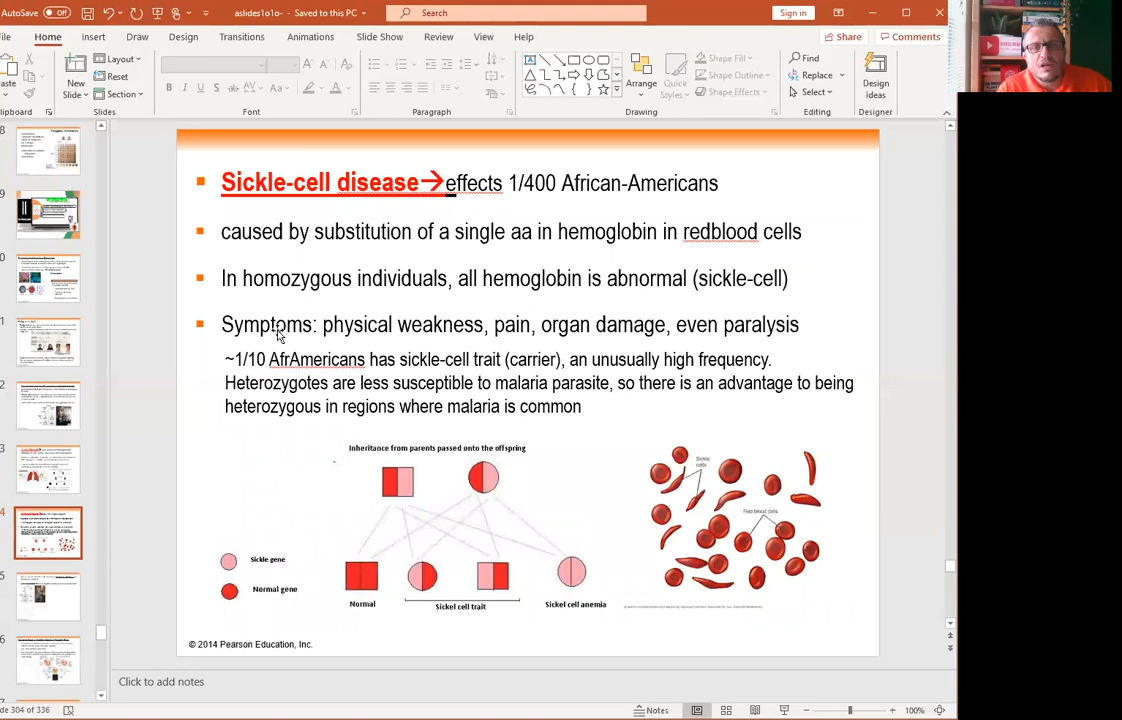 AutoSave Off aslides1o1o- - Saved to this PC Search Sign in
File Home Insert Draw Design Transitions Animations Slide Show Review View Help Share Comments
Paste New Slide Layout Reset Section
Shape Fill Shape Outline Shape Effects
Arrange Quick Styles
Find Replace Select
Design Ideas
Clipboard Slides Font Paragraph Drawing Editing Designer
Sickle-cell disease→effects 1/400 African-Americans
caused by substitution of a single aa in hemoglobin in redblood cells
In homozygous individuals, all hemoglobin is abnormal (sickle-cell)
Symptoms: physical weakness, pain, organ damage, even paralysis
~1/10 AfrAmericans has sickle-cell trait (carrier), an unusually high frequency.
Heterozygotes are less susceptible to malaria parasite, so there is an advantage to being
heterozygous in regions where malaria is common
Inheritance from parents passed onto the offspring
Sickle gene
Normal gene
Normal
Sickel cell trait
Sickel cell anemia
Sickle
cells
Red blood cells
© 2014 Pearson Education, Inc.
Click to add notes
Slide 304 of 336 Notes 100%